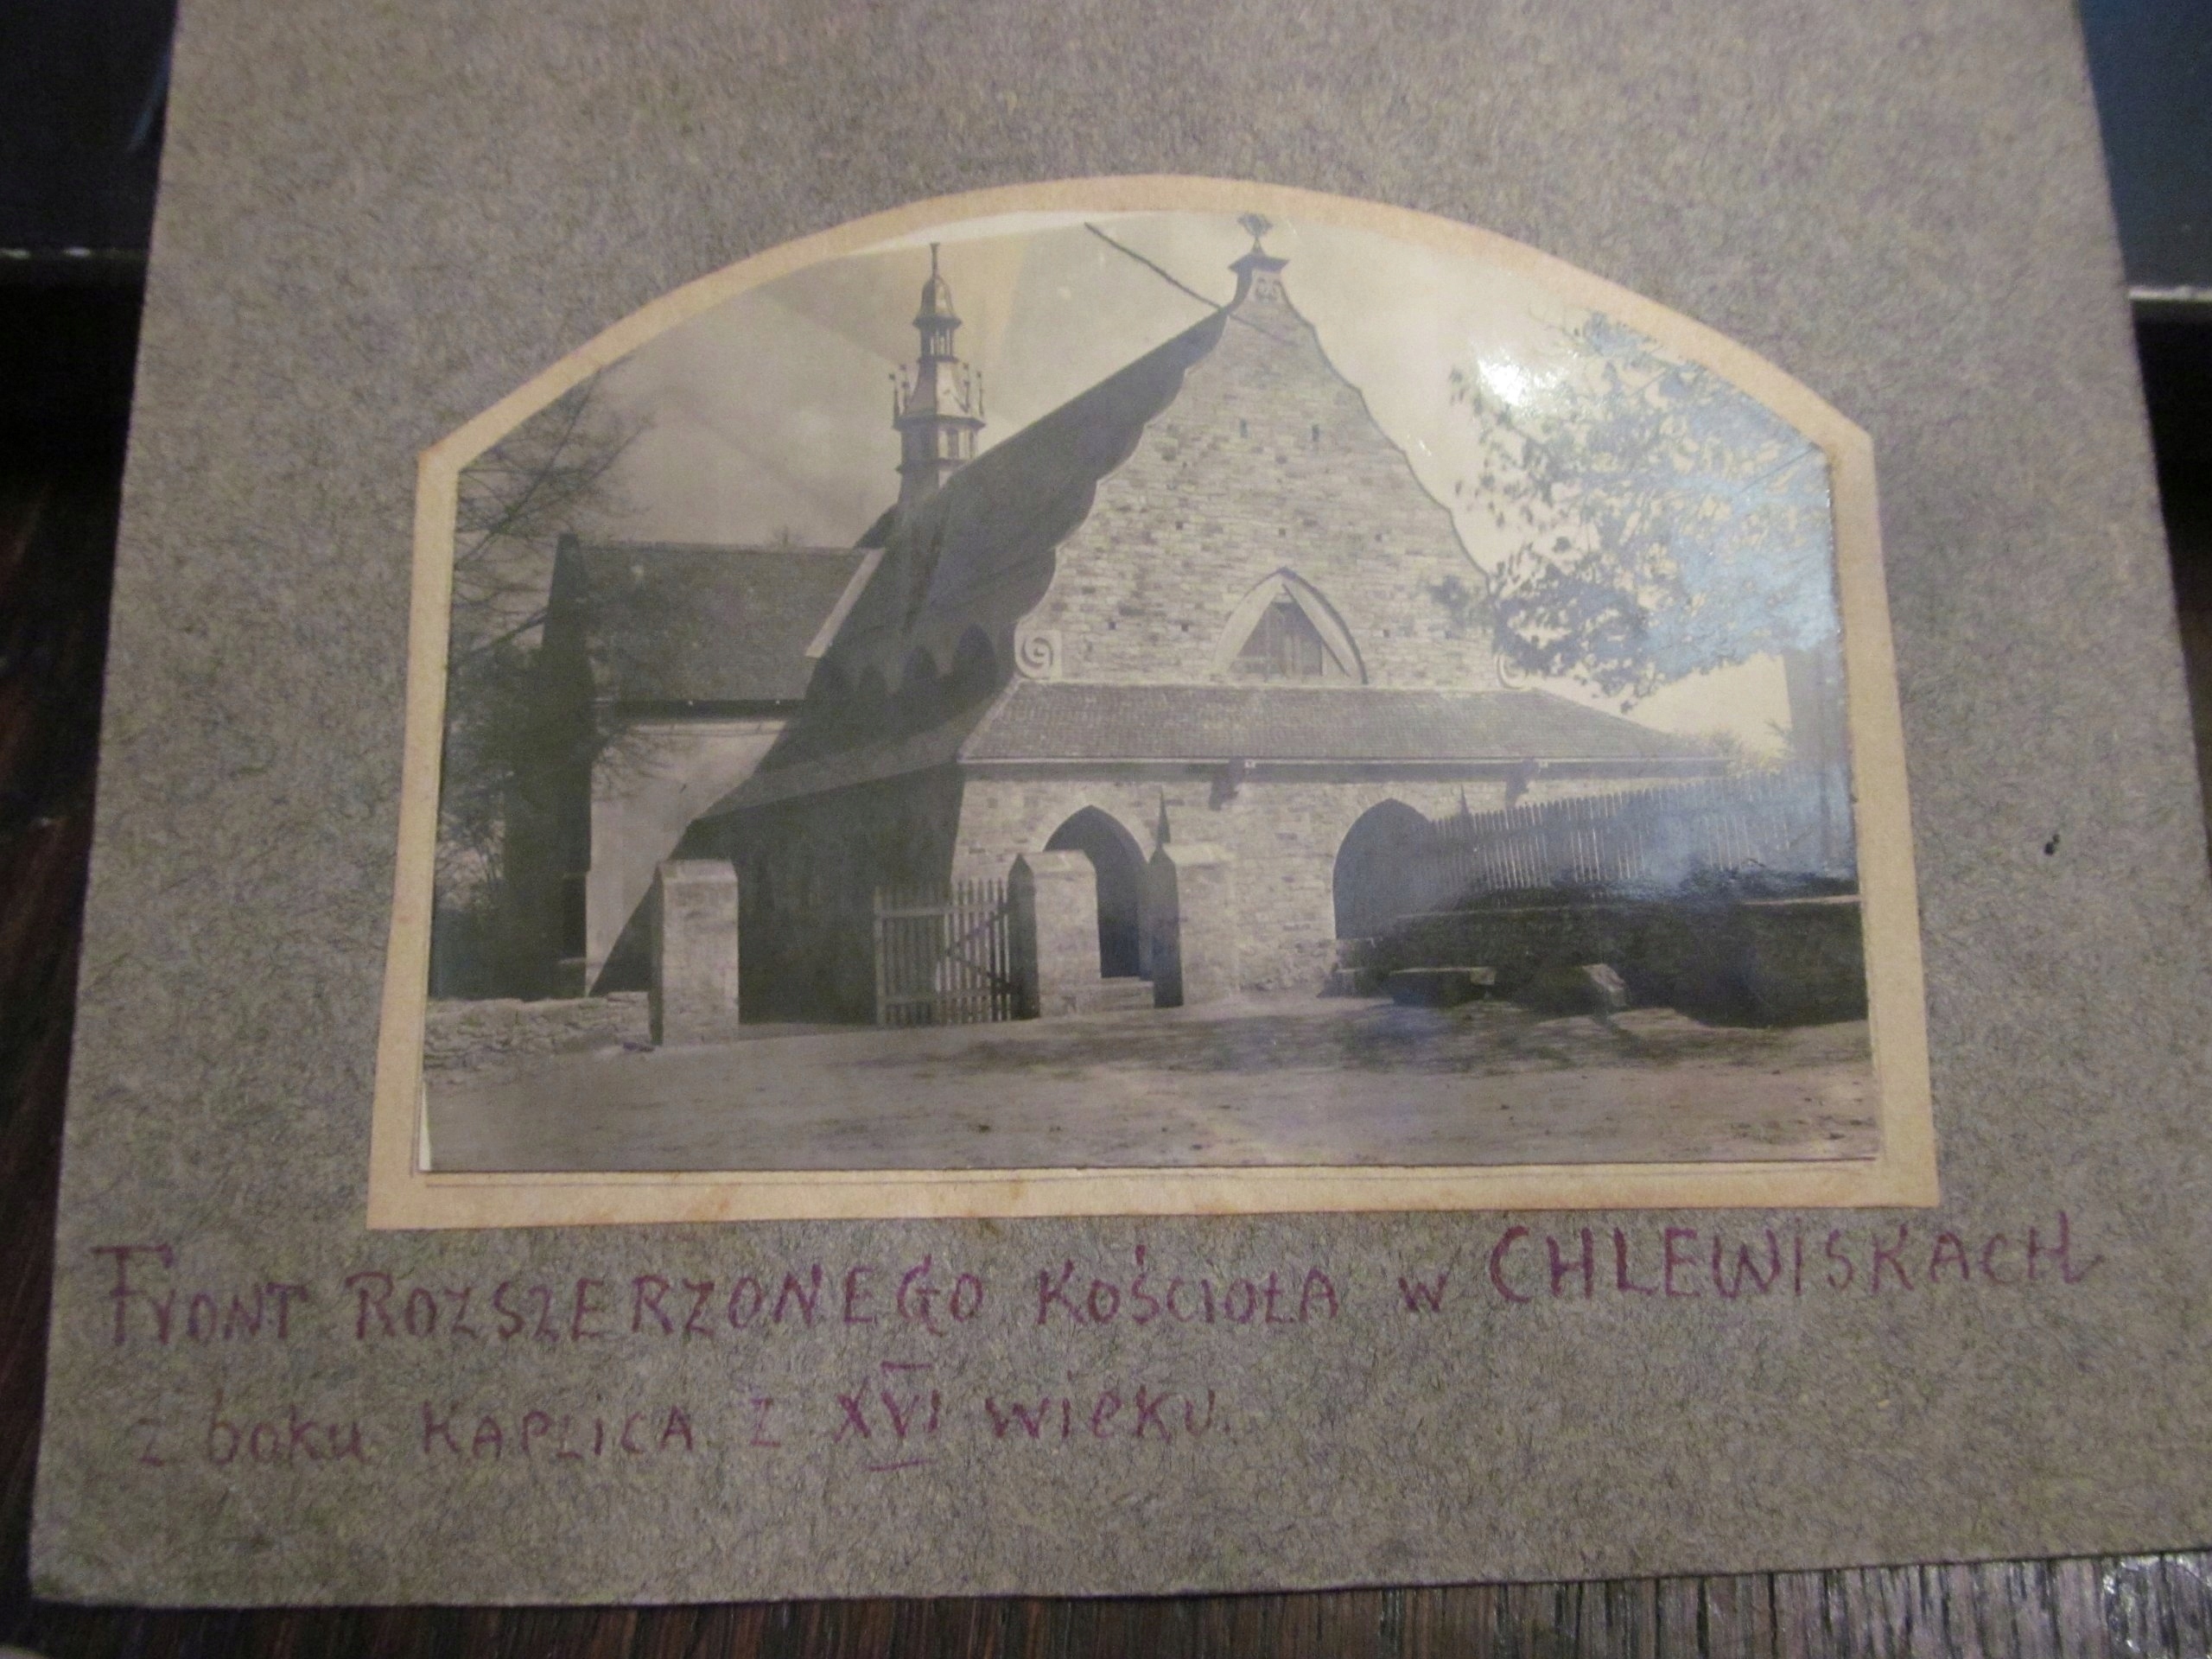 FrONT ROZSZERZONEGO KOŚCIOŁA w CHLEWISKACH
z boku KAPLICA z XVI wieku.